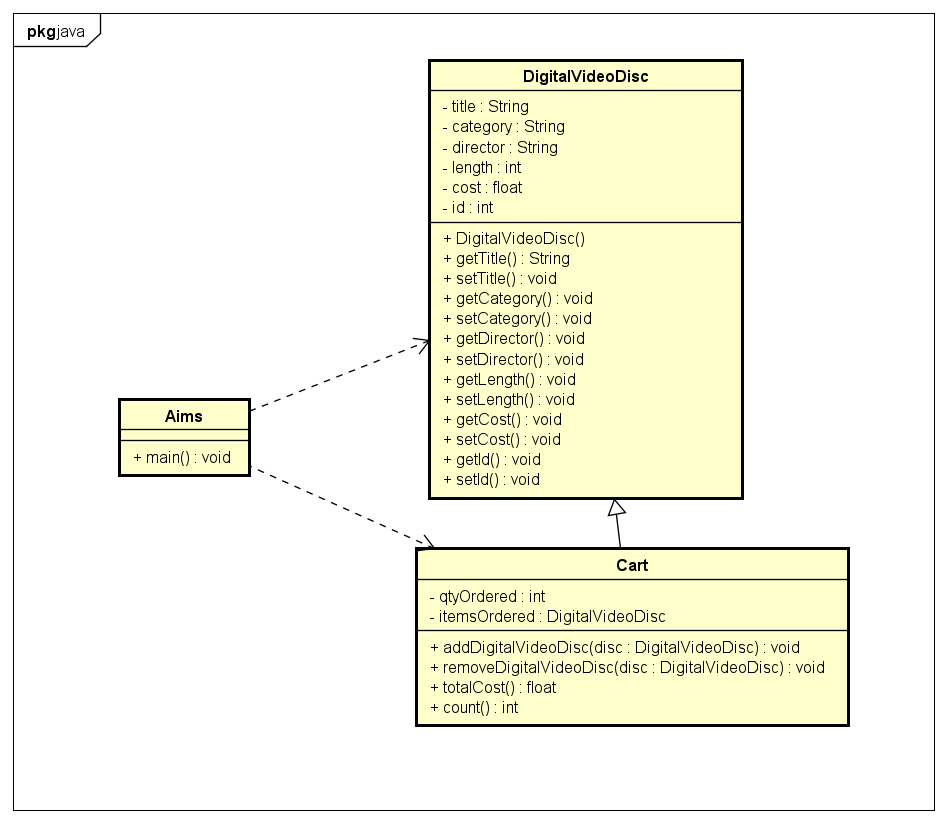 pkg java
DigitalVideoDisc
- title : String
- category : String
- director : String
- length : int
- cost : float
- id : int
+ DigitalVideoDisc()
+ getTitle() : String
+ setTitle() : void
+ getCategory() : void
+ setCategory() : void
+ getDirector() : void
+ setDirector() : void
+ getLength() : void
+ setLength() : void
+ getCost() : void
+ setCost() : void
+ getId() : void
+ setId() : void
Aims
+ main() : void
Cart
- qtyOrdered : int
- itemsOrdered : DigitalVideoDisc
+ addDigitalVideoDisc(disc : DigitalVideoDisc) : void
+ removeDigitalVideoDisc(disc : DigitalVideoDisc) : void
+ totalCost() : float
+ count() : int